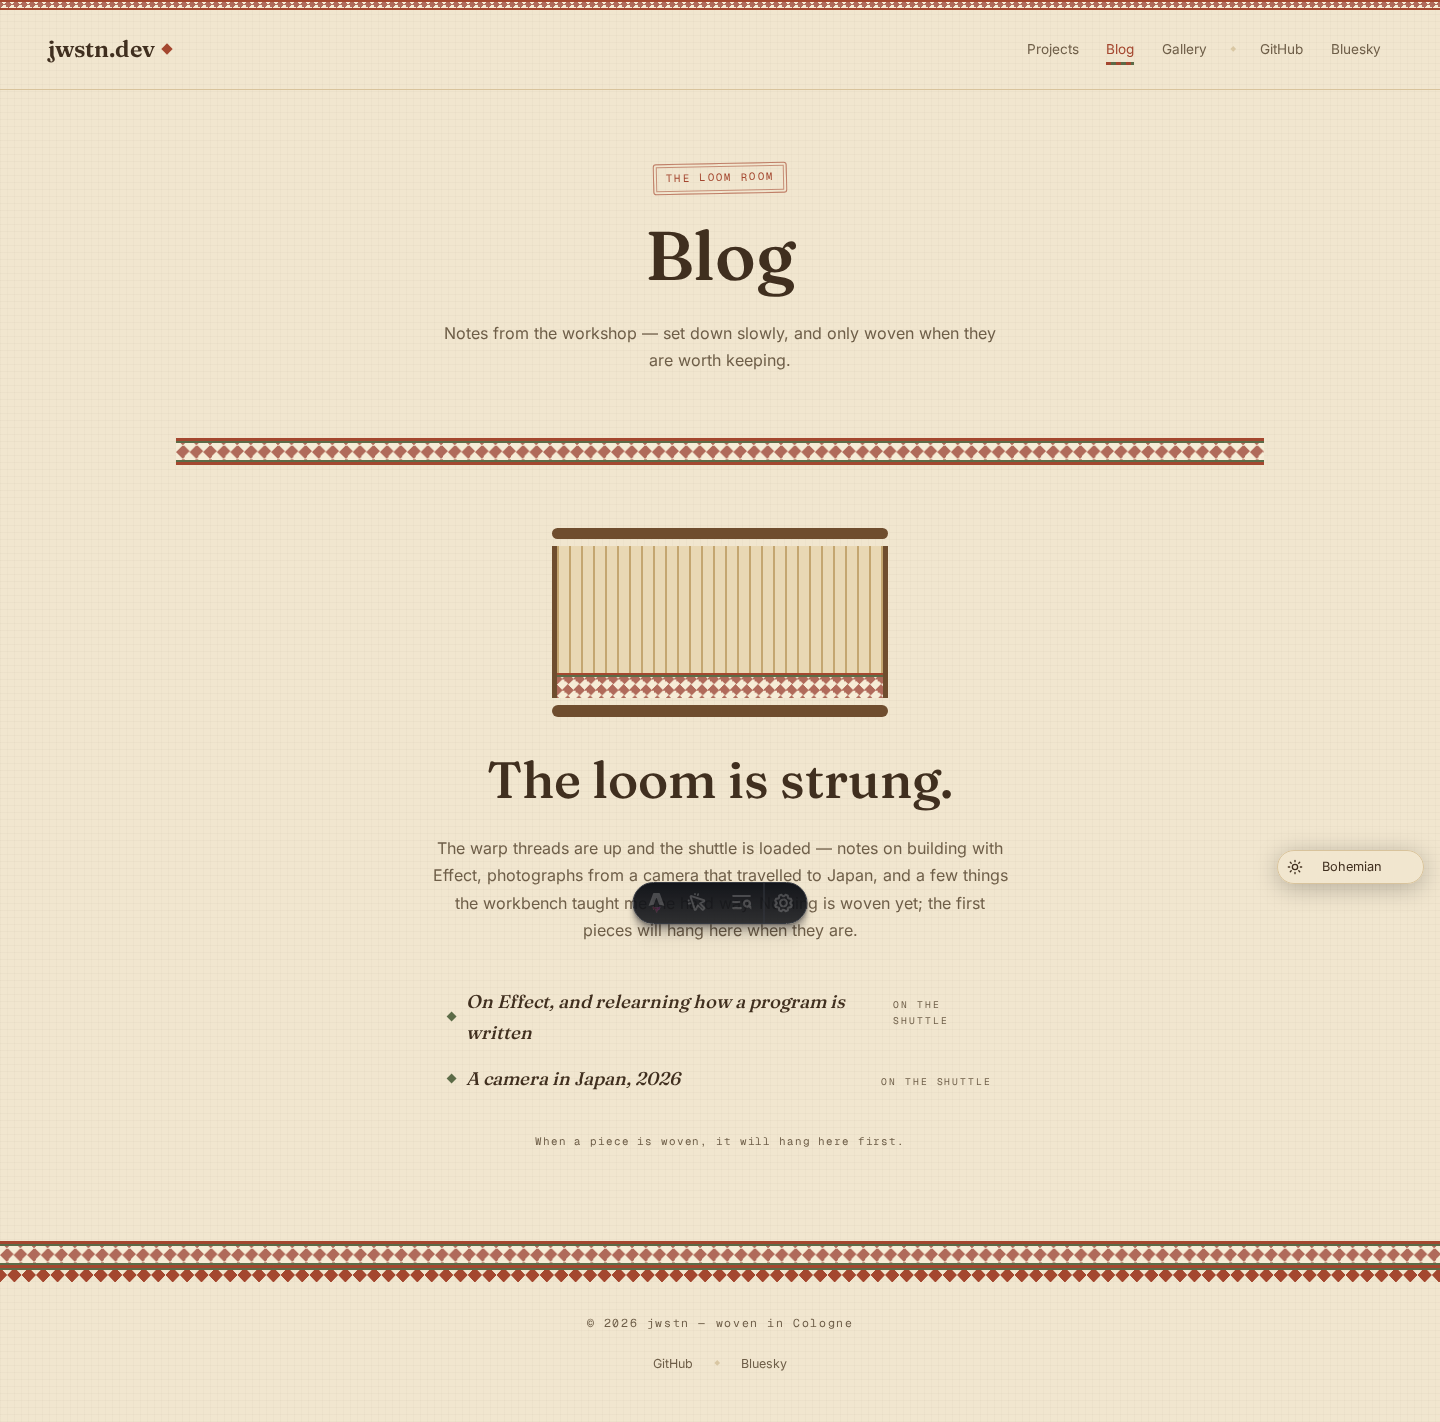 jwstn.dev
Projects Blog Gallery GitHub Bluesky
THE LOOM ROOM
Blog
Notes from the workshop — set down slowly, and only woven when they
are worth keeping.
The loom is strung.
The warp threads are up and the shuttle is loaded — notes on building with
Effect, photographs from a camera that travelled to Japan, and a few things
the workbench taught is woven yet; the first
pieces will hang here when they are.
On Effect, and relearning how a program is
written
ON THE
SHUTTLE
A camera in Japan, 2026
ON THE SHUTTLE
When a piece is woven, it will hang here first.
Bohemian
© 2026 jwstn — woven in Cologne
GitHub Bluesky